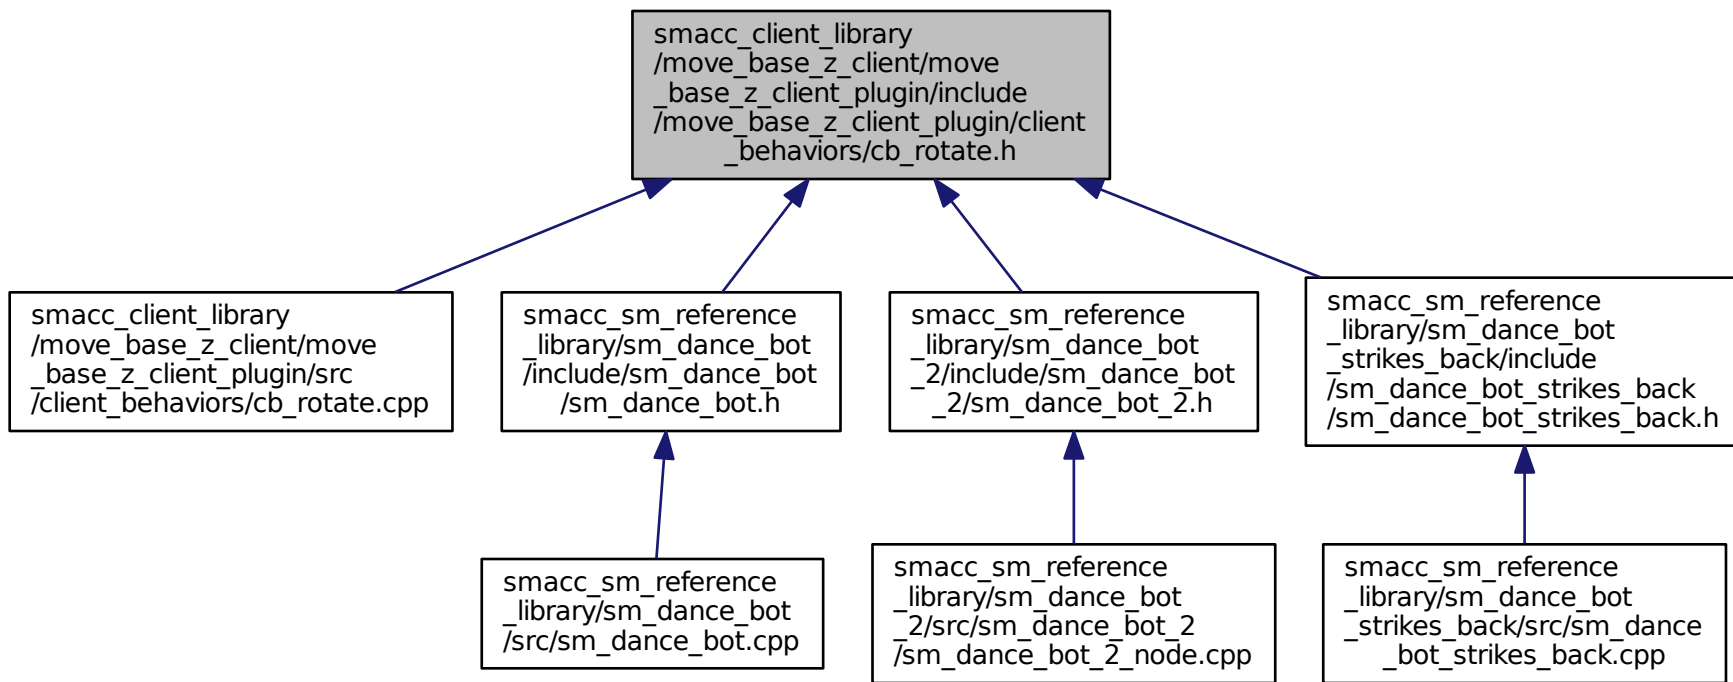 smacc_client_library
/move_base_z_client/move
_base_z_client_plugin/include
/move_base_z_client_plugin/client
_behaviors/cb_rotate.h
smacc_client_library
/move_base_z_client/move
_base_z_client_plugin/src
/client_behaviors/cb_rotate.cpp
smacc_sm_reference
_library/sm_dance_bot
/include/sm_dance_bot
/sm_dance_bot.h
smacc_sm_reference
_library/sm_dance_bot
_2/include/sm_dance_bot
_2/sm_dance_bot_2.h
smacc_sm_reference
_library/sm_dance_bot
_strikes_back/include
/sm_dance_bot_strikes_back
/sm_dance_bot_strikes_back.h
smacc_sm_reference
_library/sm_dance_bot
/src/sm_dance_bot.cpp
smacc_sm_reference
_library/sm_dance_bot
_2/src/sm_dance_bot_2
/sm_dance_bot_2_node.cpp
smacc_sm_reference
_library/sm_dance_bot
_strikes_back/src/sm_dance
_bot_strikes_back.cpp